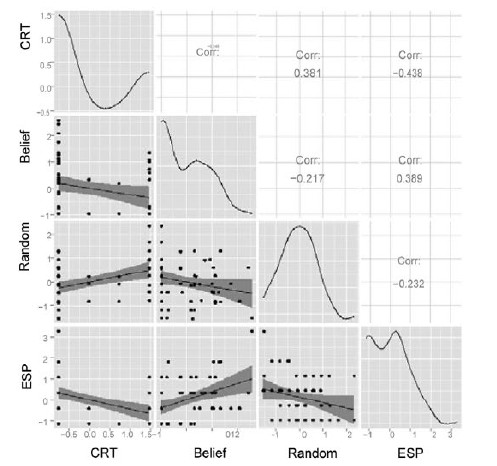 CRT
1.5
1.0
0.5
0.0
Corr:
Corr:
0.381
Corr:
-0.438
Belief
2
1
0
-1
Corr:
-0.217
Corr:
0.389
Random
2
1
0
-1
Corr:
-0.232
ESP
3
2
1
0
-1
-0.5 0.0 0.5 1.0 1.5
012
-1 0 1 2
-1 0 1 2 3
CRT Belief Random ESP